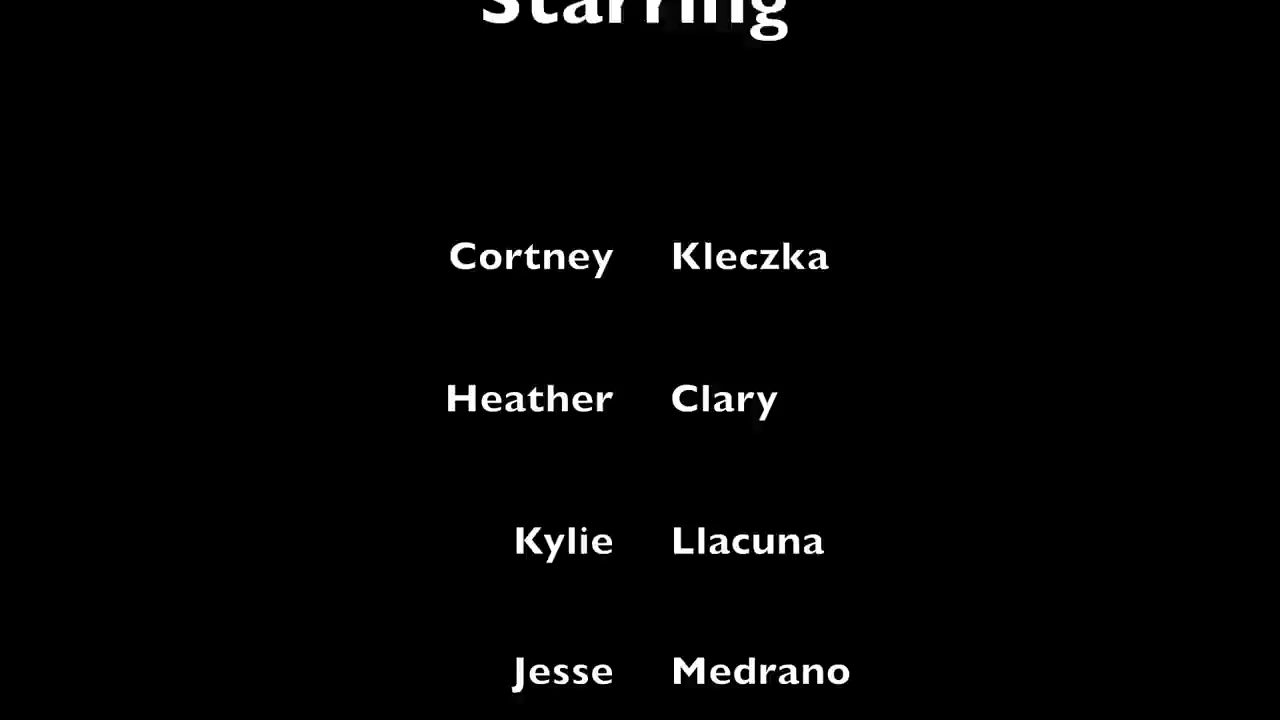 Starring
Cortney Kleczka
Heather Clary
Kylie Llacuna
Jesse Medrano